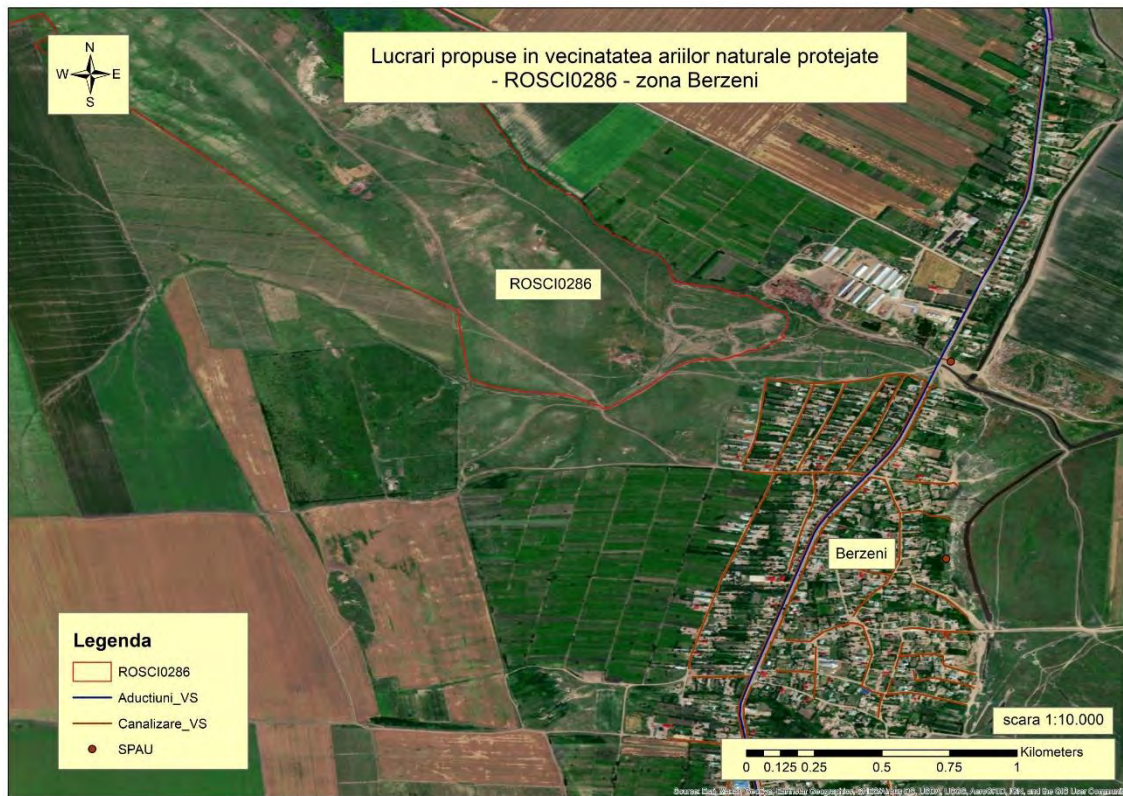 Lucrari propuse in vecinatatea ariilor naturale protejate
- ROSCI0286 - zona Berzeni
N
W E
S
ROSCI0286
Berzeni
Legenda
ROSCI0286
Aductiuni_VS
Canalizare_VS
SPAU
scara 1:10.000
Kilometers
0 0.125 0.25 0.5 0.75 1